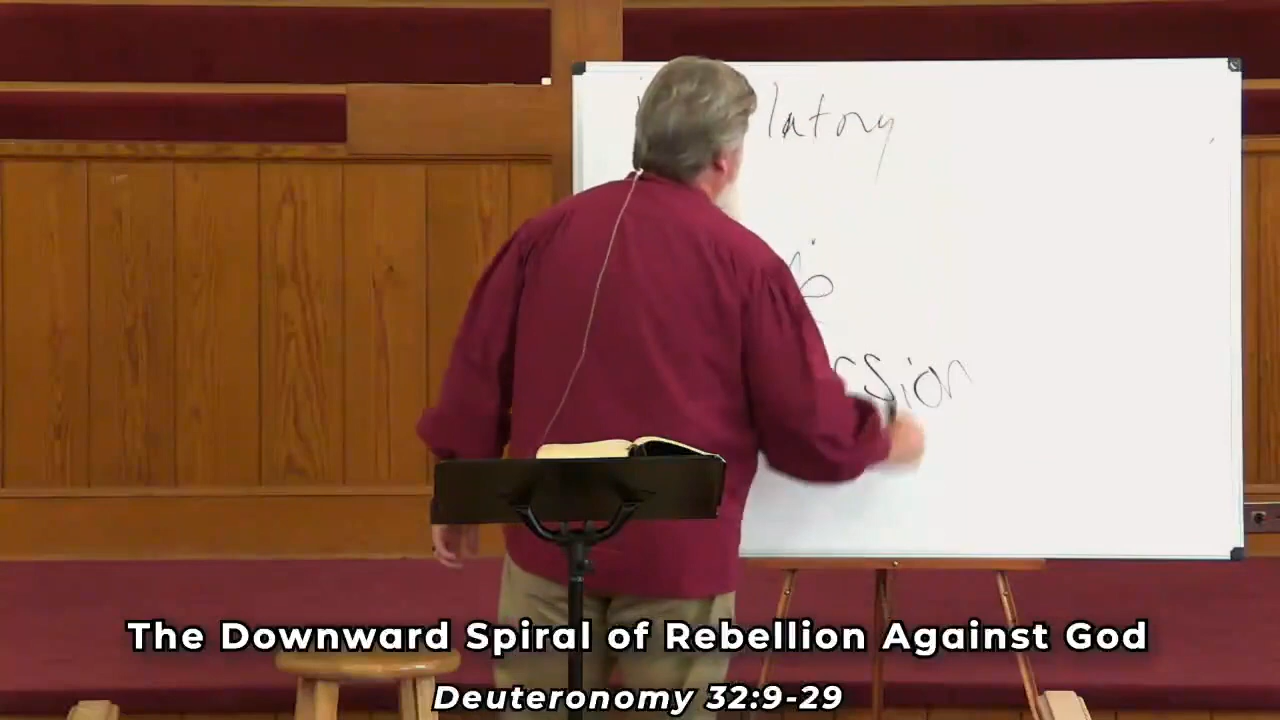 latory
ssion
The Downward Spiral of Rebellion Against God
Deuteronomy 32:9-29